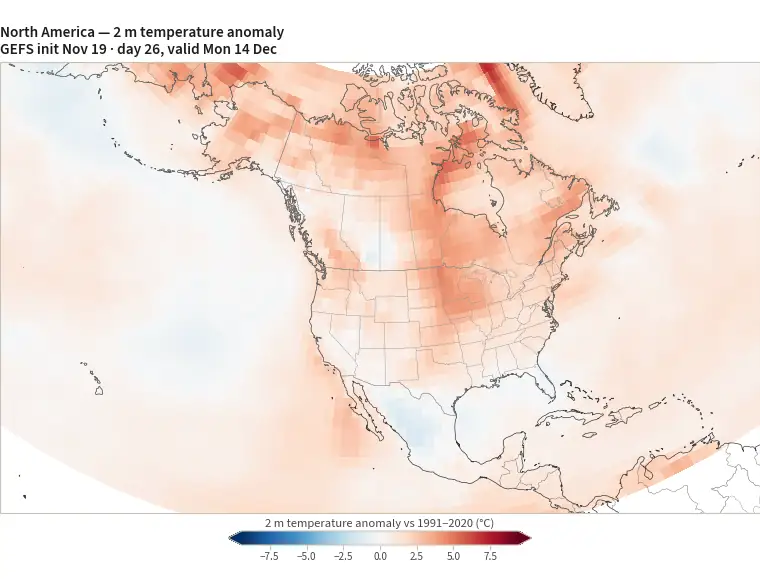 North America — 2 m temperature anomaly
GEFS init Nov 19 · day 26, valid Mon 14 Dec
2 m temperature anomaly vs 1991–2020 (°C)
−7.5 −5.0 −2.5 0.0 2.5 5.0 7.5